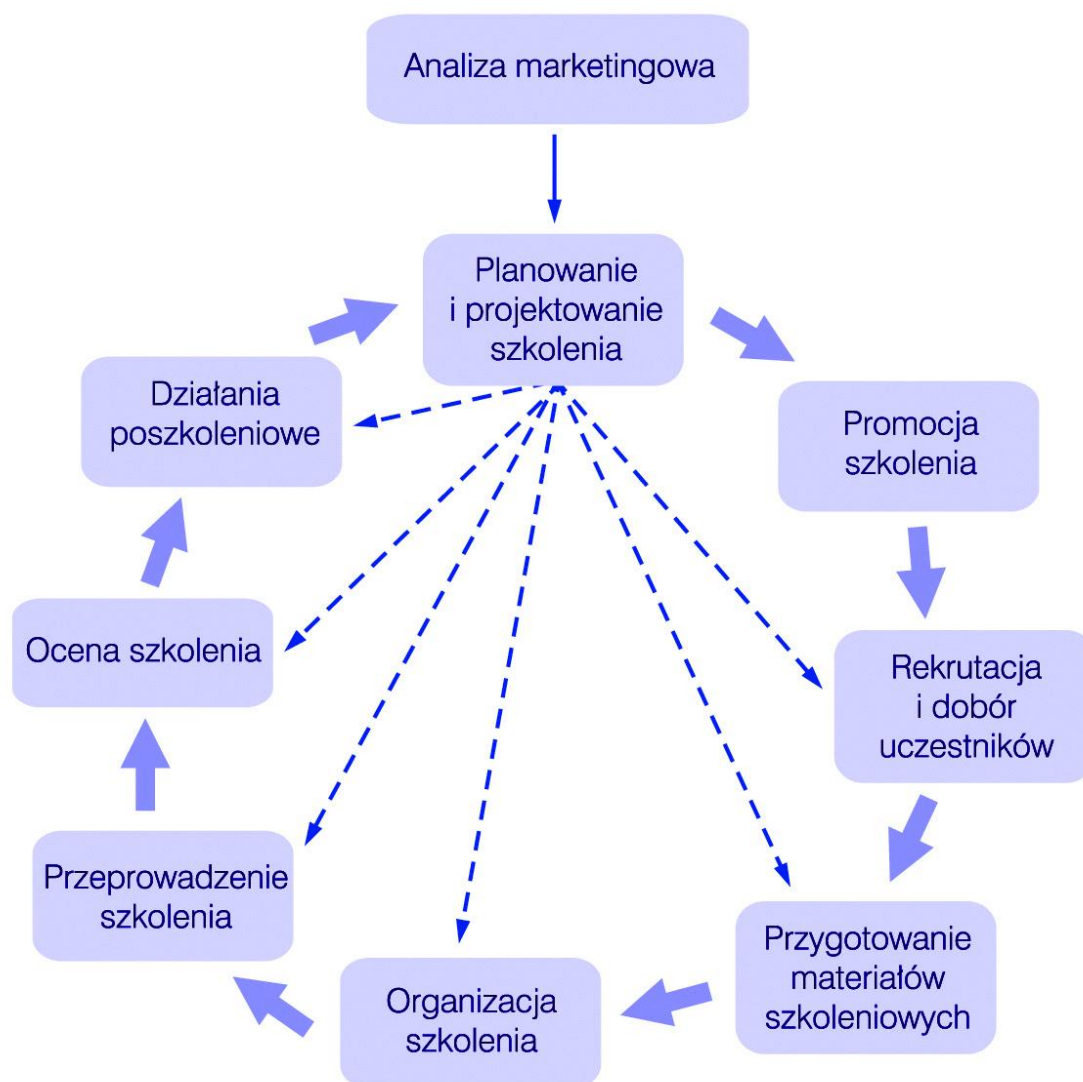 Analiza marketingowa
Planowanie
i projektowanie
szkolenia
Promocja
szkolenia
Rekrutacja
i dobór
uczestników
Przygotowanie
materiałów
szkoleniowych
Organizacja
szkolenia
Przeprowadzenie
szkolenia
Ocena szkolenia
Działania
poszkoleniowe